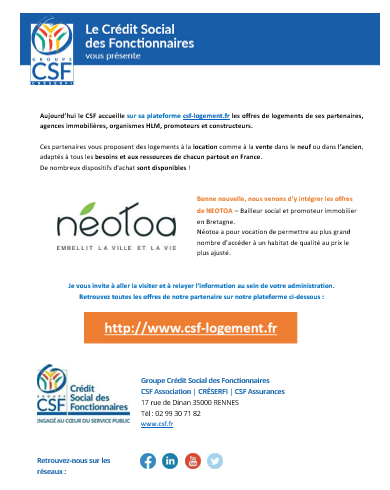 Le Crédit Social
des Fonctionnaires
vous présente
GROUPE
CSF
CRÉSERFI
Aujourd'hui le CSF accueille sur sa plateforme csf-logement.fr les offres de logements de ses partenaires,
agences immobilières, organismes HLM, promoteurs et constructeurs.
Ces partenaires vous proposent des logements à la location comme à la vente dans le neuf ou dans l'ancien,
adaptés à tous les besoins et aux ressources de chacun partout en France.
De nombreux dispositifs d'achat sont disponibles !
néotoa
EMBELLIT LA VILLE ET LA VIE
Bonne nouvelle, nous venons d'y intégrer les offres
de NEOTOA – Bailleur social et promoteur immobilier
en Bretagne.
Néotoa a pour vocation de permettre au plus grand
nombre d'accéder à un habitat de qualité au prix le
plus ajusté.
Je vous invite à aller la visiter et à relayer l'information au sein de votre administration.
Retrouvez toutes les offres de notre partenaire sur notre plateforme ci-dessous :
http://www.csf-logement.fr
GROUPE
CSF
Crédit
Social des
Fonctionnaires
ENGAGÉ AU CŒUR DU SERVICE PUBLIC
Groupe Crédit Social des Fonctionnaires
CSF Association | CRÉSERFI | CSF Assurances
17 rue de Dinan 35000 RENNES
Tél : 02 99 30 71 82
www.csf.fr
Retrouvez-nous sur les
réseaux :